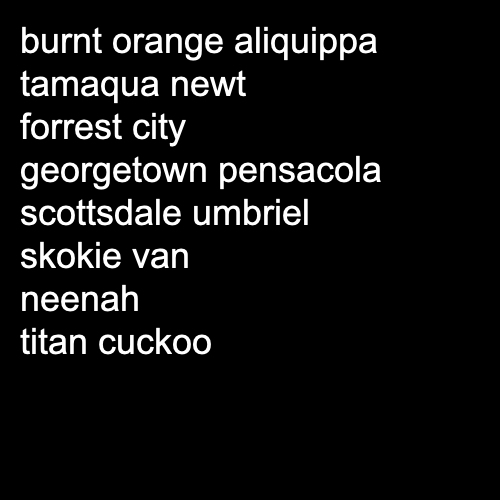 burnt orange aliquippa
tamaqua newt
forrest city
georgetown pensacola
scottsdale umbriel
skokie van
neenah
titan cuckoo